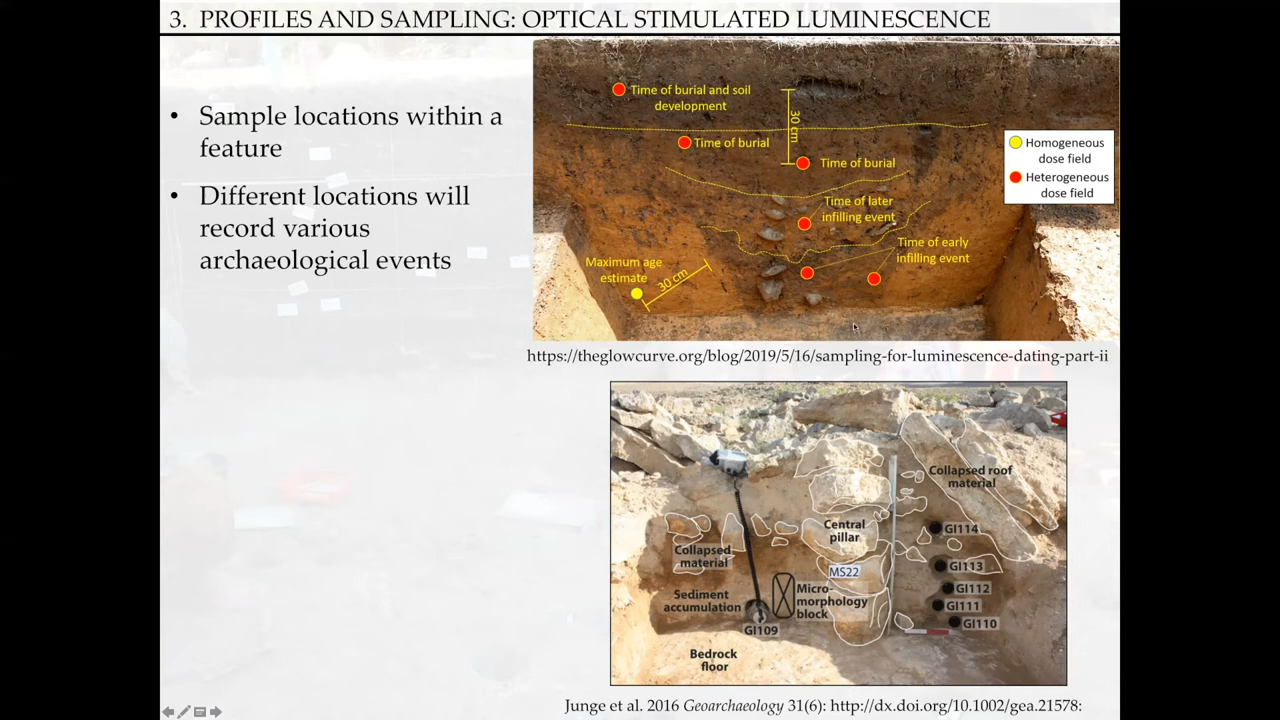 3. PROFILES AND SAMPLING: OPTICAL STIMULATED LUMINESCENCE
• Sample locations within a
feature
• Different locations will
record various
archaeological events
Time of burial and soil
development
30 cm
Time of burial
Time of burial
Time of later
infilling event
Time of early
infilling event
Maximum age
estimate
30 cm
Homogeneous
dose field
Heterogeneous
dose field
https://theglowcurve.org/blog/2019/5/16/sampling-for-luminescence-dating-part-ii
Collapsed roof
material
Central
pillar
GI114
Collapsed
material
MS22
GI113
Sediment
accumulation
Micro-
morphology
block
GI112
GI111
GI109
GI110
Bedrock
floor
Junge et al. 2016 Geoarchaeology 31(6): http://dx.doi.org/10.1002/gea.21578: